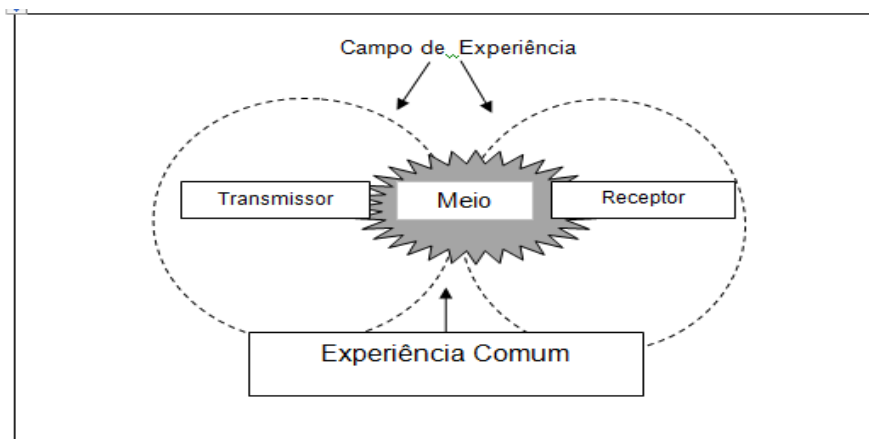 Campo de Experiência
Transmissor
Meio
Receptor
Experiência Comum